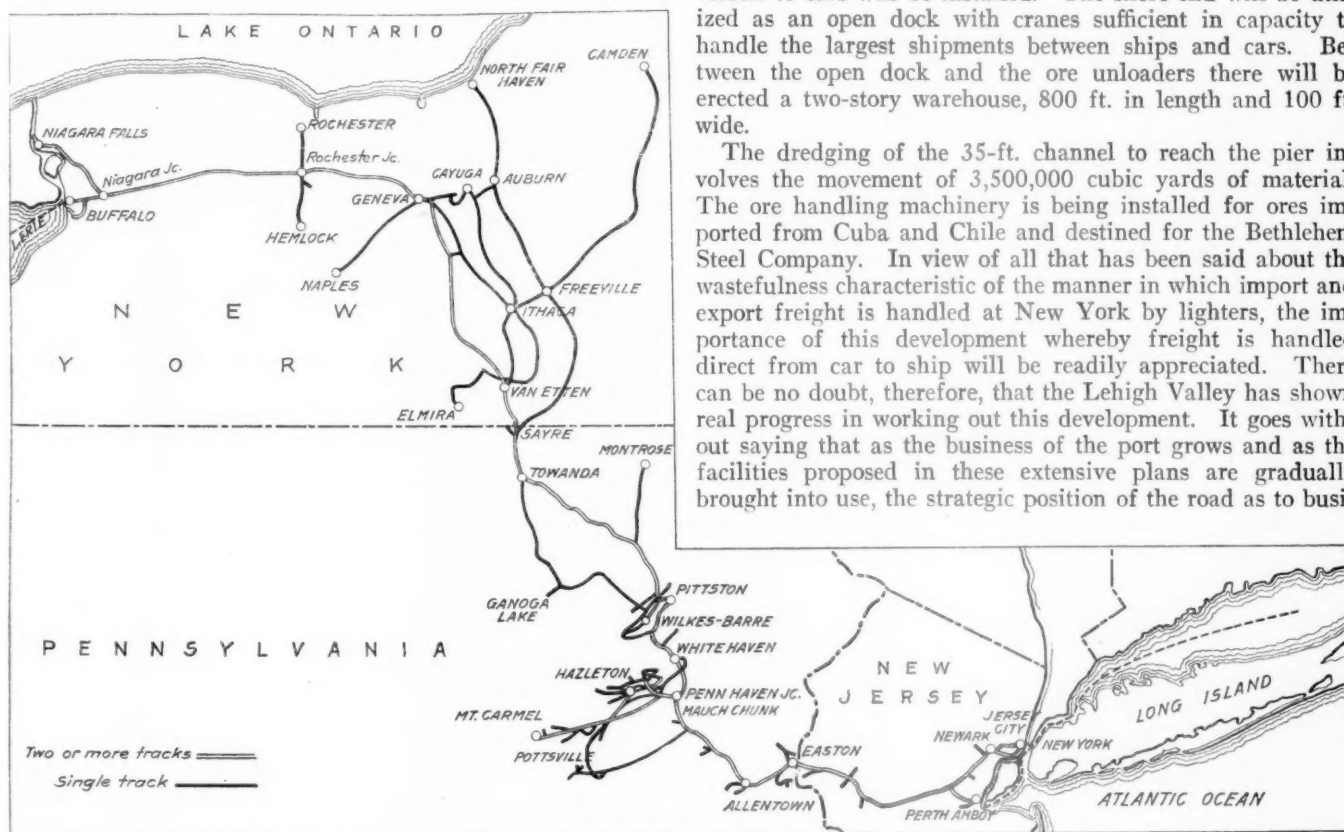 LAKE ONTARIO
CAMDEN
NORTH FAIR
HAVEN
NIAGARA FALLS
ROCHESTER
Rochester Jc.
Niagara Jc.
CAYUGA
AUBURN
GENEVA
BUFFALO
L. ERIE
HEMLOCK
NAPLES
FREEVILLE
ITHACA
N E W
Y O R K
VAN ETTEN
ELMIRA
SAYRE
MONTROSE
TOWANDA
PITTSTON
GANOGA
LAKE
WILKES-BARRE
PENNSYLVANIA
WHITE HAVEN
HAZLETON
PENN HAVEN JC.
MAUCH CHUNK
MT. CARMEL
POTTSVILLE
NEW
JERSEY
JERSEY
CITY
NEWARK
NEW YORK
LONG ISLAND
EASTON
ALLENTOWN
PERTH AMBOY
ATLANTIC OCEAN
Two or more tracks
Single track
ized as an open dock with cranes sufficient in capacity t
handle the largest shipments between ships and cars. Be
tween the open dock and the ore unloaders there will b
erected a two-story warehouse, 800 ft. in length and 100 f
wide.
The dredging of the 35-ft. channel to reach the pier in
volves the movement of 3,500,000 cubic yards of material
The ore handling machinery is being installed for ores im
ported from Cuba and Chile and destined for the Bethlehe
Steel Company. In view of all that has been said about th
wastefulness characteristic of the manner in which import an
export freight is handled at New York by lighters, the im
portance of this development whereby freight is handle
direct from car to ship will be readily appreciated. Ther
can be no doubt, therefore, that the Lehigh Valley has show
real progress in working out this development. It goes with
out saying that as the business of the port grows and as th
facilities proposed in these extensive plans are graduall
brought into use, the strategic position of the road as to busi